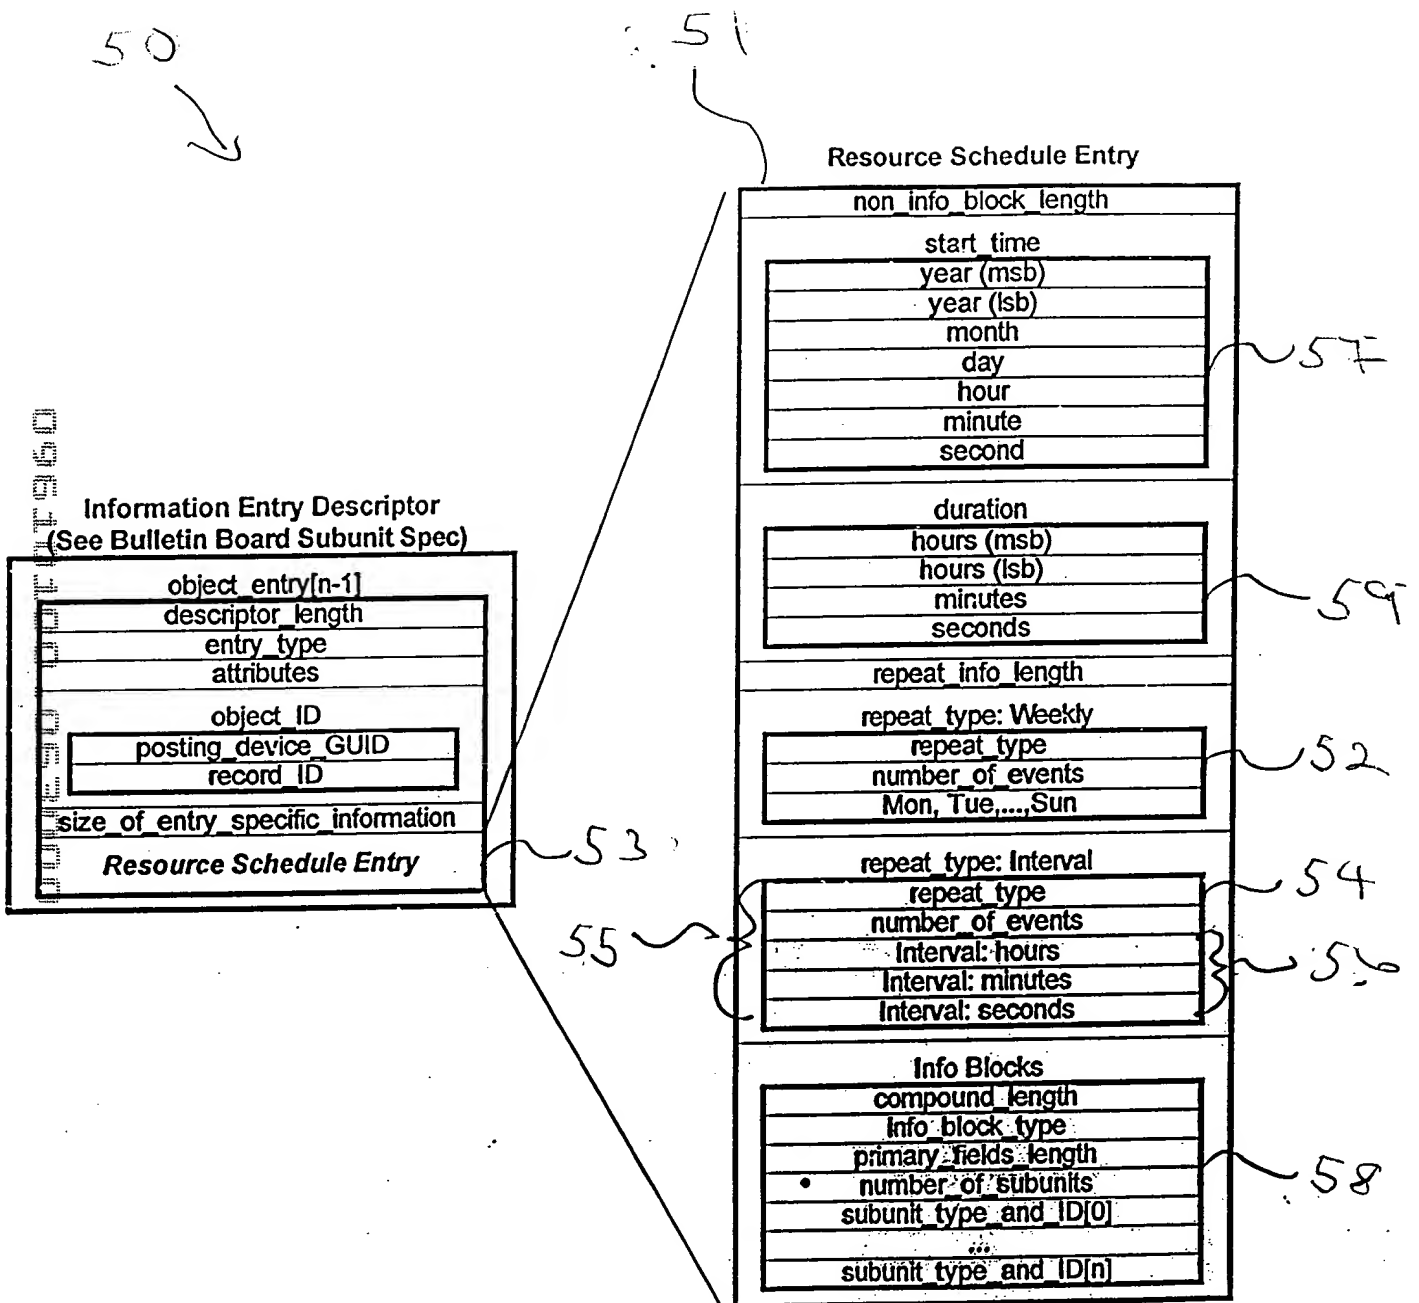 50
51
Resource Schedule Entry
non_info_block_length
start_time
year (msb)
year (lsb)
month
day
hour
minute
second
57
duration
hours (msb)
hours (lsb)
minutes
seconds
59
repeat_info_length
repeat_type: Weekly
repeat_type
number_of_events
Mon, Tue,...,Sun
52
repeat_type: Interval
repeat_type
number_of_events
Interval: hours
Interval: minutes
Interval: seconds
54
55
56
Info Blocks
compound_length
info_block_type
primary_fields_length
number_of_subunits
subunit_type_and_ID[0]
...
subunit_type_and_ID[n]
58
Information Entry Descriptor
(See Bulletin Board Subunit Spec)
object_entry[n-1]
descriptor_length
entry_type
attributes
object_ID
posting_device_GUID
record_ID
size_of_entry_specific_information
Resource Schedule Entry
53